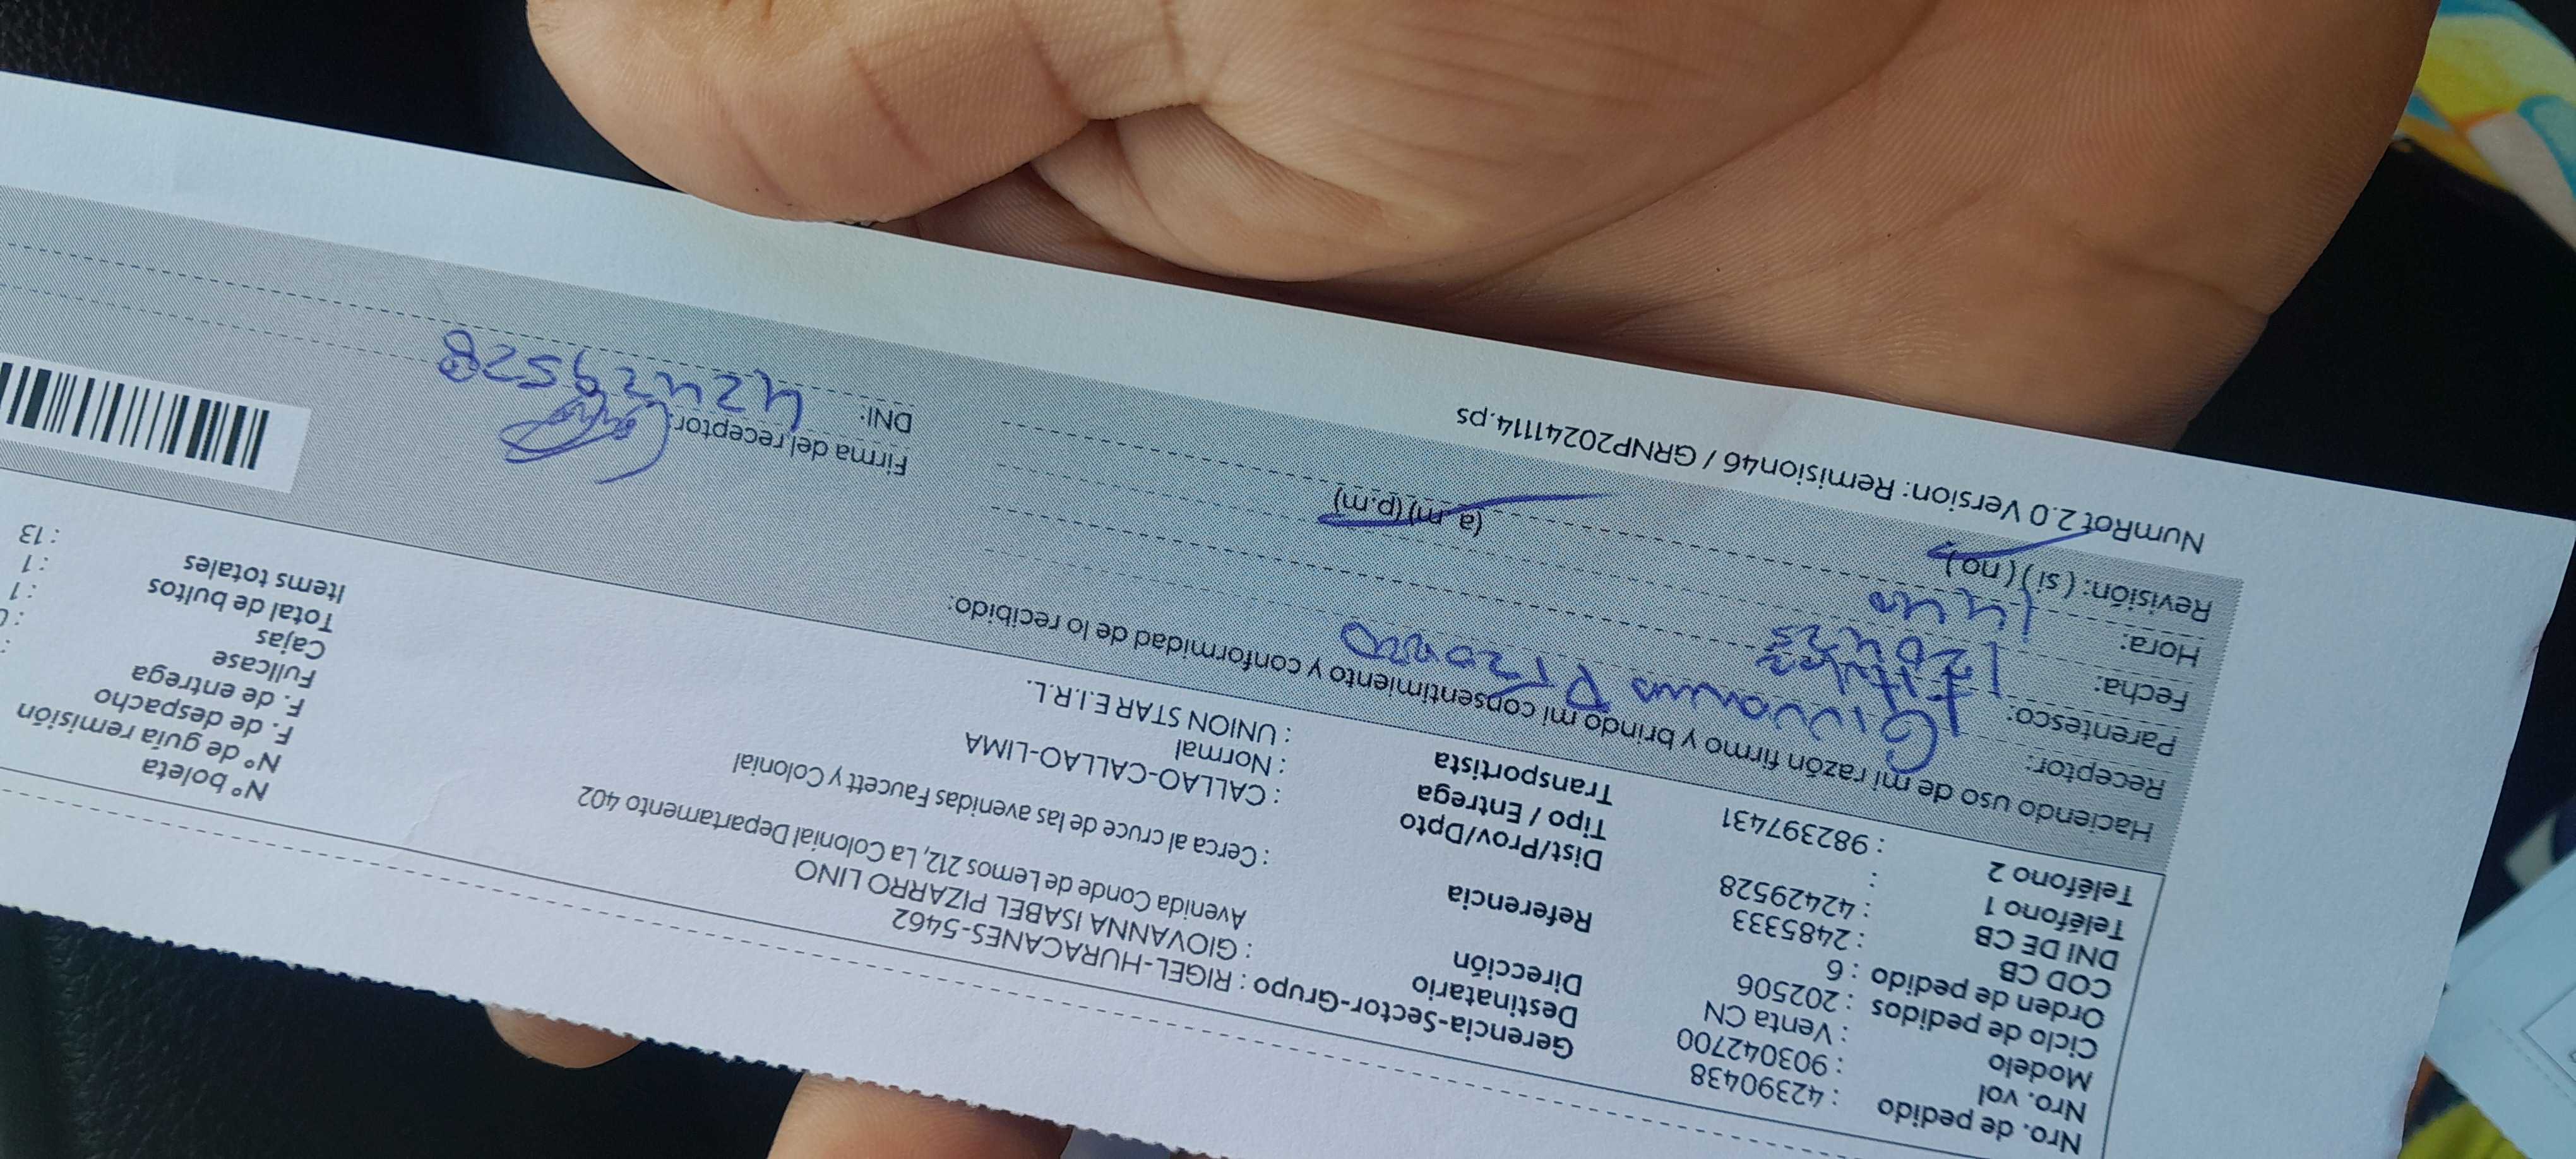 Nro. de pedido : 42390438
Nro. vol : 903042700
Modelo : Venta CN
Ciclo de pedidos : 202506
Orden de pedido : 6
COD CB : 2485333
DNI DE CB : 42429528
Teléfono 1 :
Teléfono 2 : 982397431
Gerencia-Sector-Grupo : RIGEL-HURACANES-5462
Destinatario : GIOVANNA ISABEL PIZARRO LINO
Dirección Avenida Conde de Lemos 212, La Colonial Departamento 402
Referencia : Cerca al cruce de las avenidas Faucett y Colonial
Dist/Prov/Dpto : CALLAO-CALLAO-LIMA
Tipo / Entrega : Normal
Transportista : UNION STAR E.I.R.L.
N° boleta
N° de guía remisión
F. de despacho
F. de entrega
Fullcase :
Cajas : 1
Total de bultos : 1
Items totales : 13
Haciendo uso de mi razón firmo y brindo mi consentimiento y conformidad de lo recibido:
Receptor: Giovanna Pizarro
Parentesco: Titular
Fecha:
Hora:
Revisión: ( si ) ( no ) (a. m) (p.m)
Firma del receptor:
DNI: 42429528
NumRot 2.0 Version: Remision46 / GRNP20241114.ps